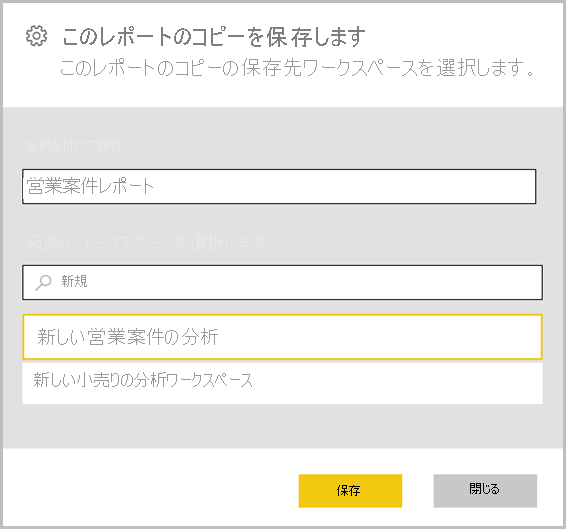 このレポートのコピーを保存します
このレポートのコピーの保存先ワークスペースを選択します。
名前を付けて保存
営業案件レポート
宛先のワークスペースを選択します
新規
新しい営業案件の分析
新しい小売りの分析ワークスペース
保存
閉じる